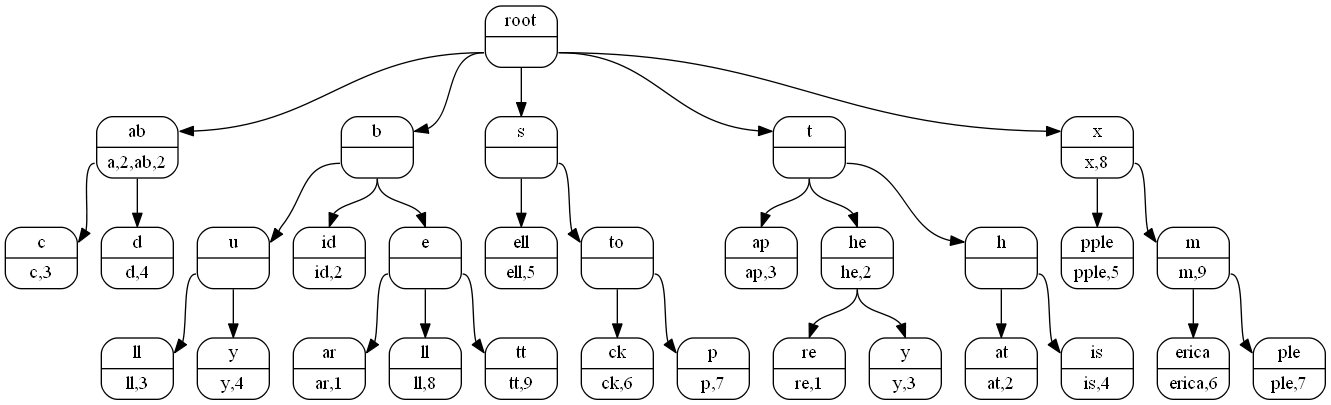 root
ab
a,2,ab,2
b
s
t
x
x,8
c
c,3
d
d,4
u
id
id,2
e
ell
ell,5
to
ap
ap,3
he
he,2
h
pple
pple,5
m
m,9
ll
ll,3
y
y,4
ar
ar,1
ll
ll,8
tt
tt,9
ck
ck,6
p
p,7
re
re,1
y
y,3
at
at,2
is
is,4
erica
erica,6
ple
ple,7